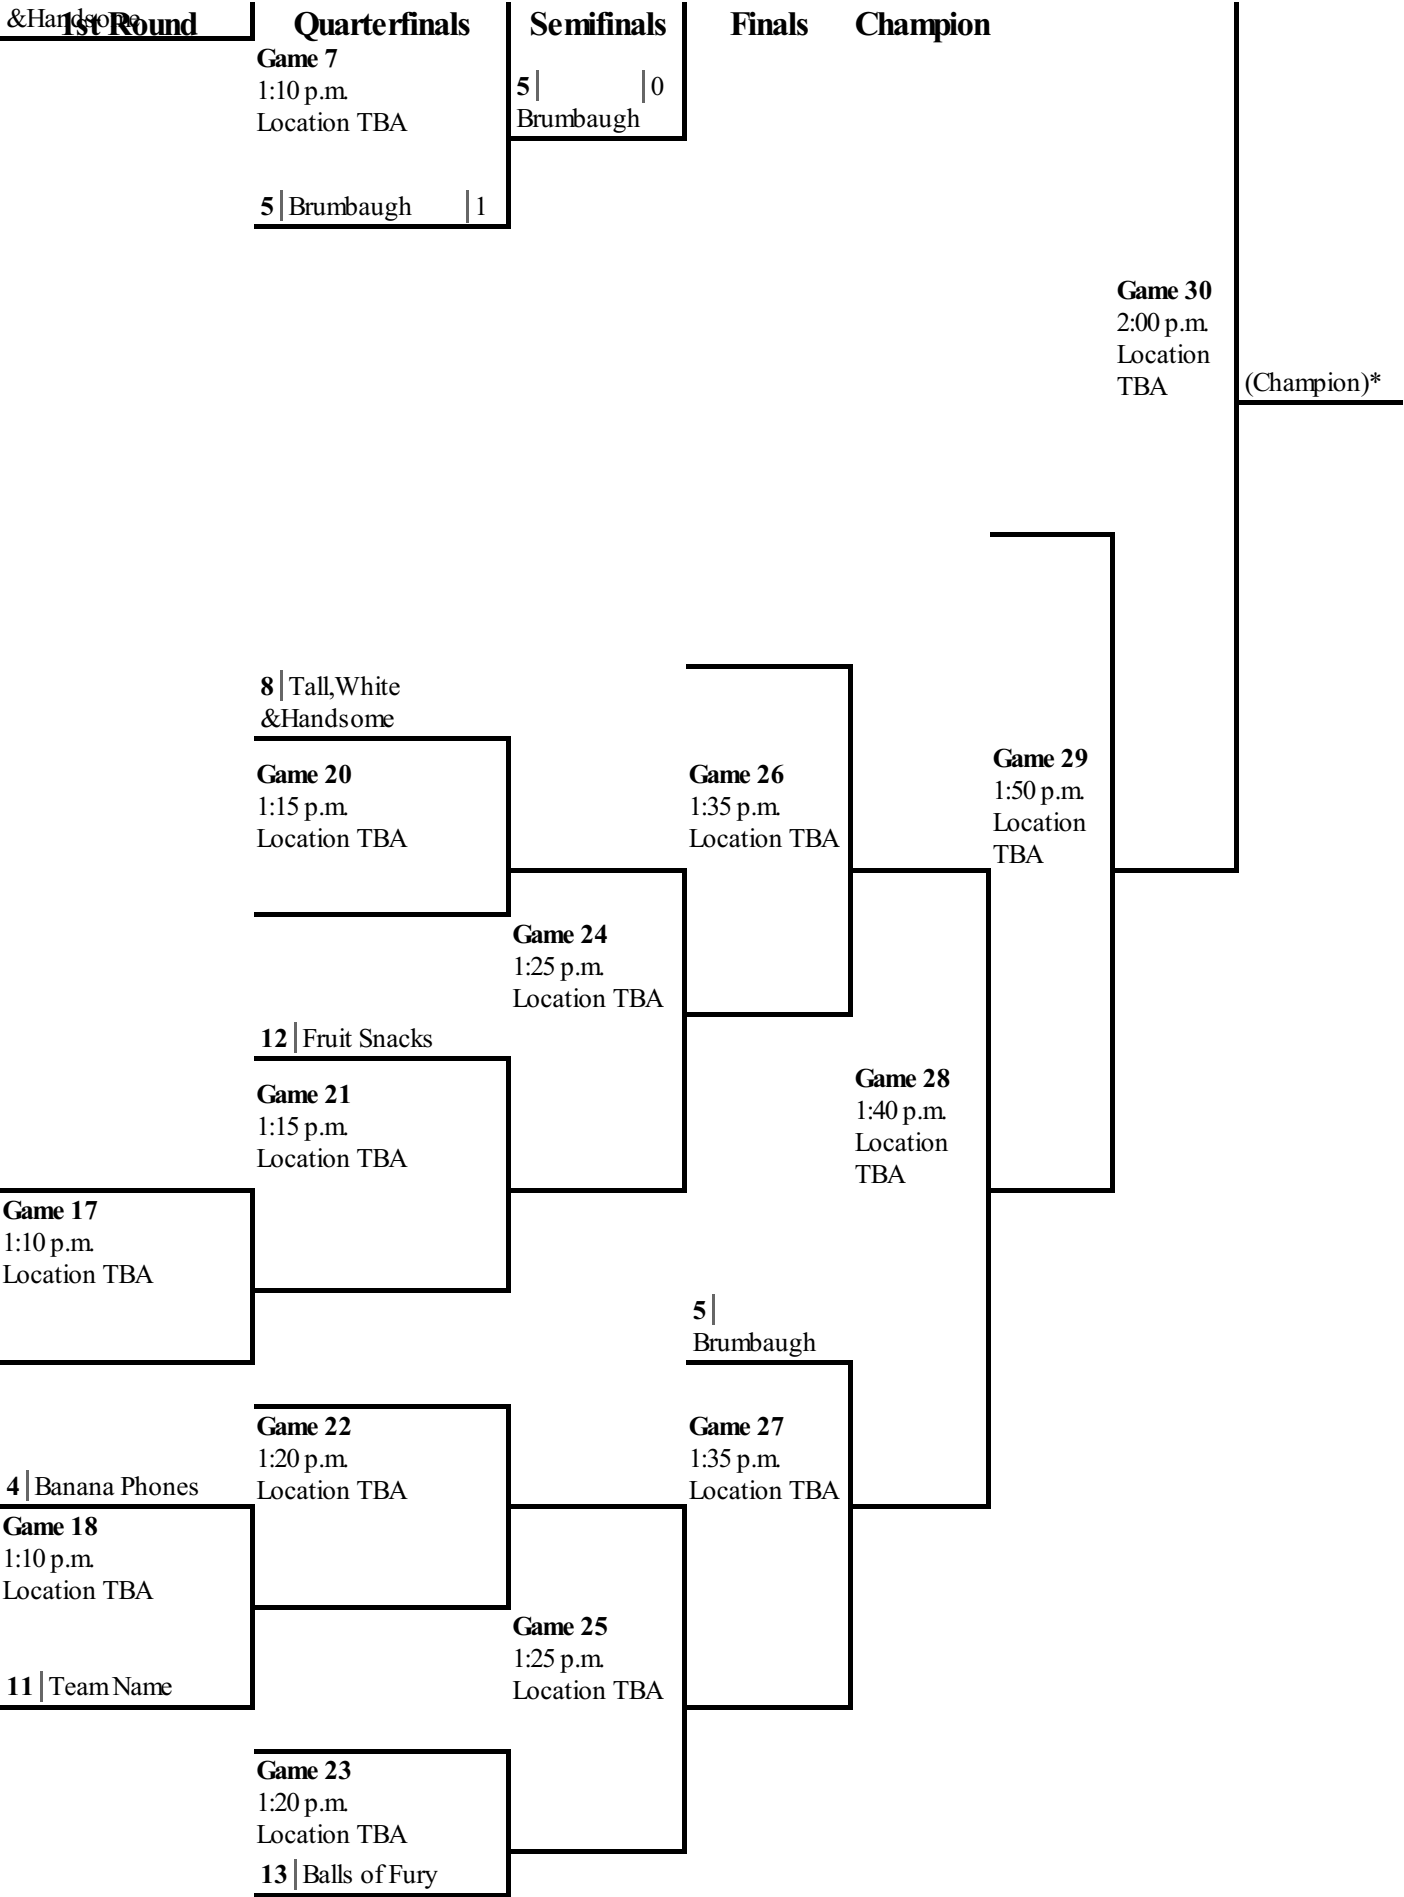 &Handsome
1st Round Quarterfinals Semifinals Finals Champion
Game 7
1:10 p.m.
Location TBA
5 0
Brumbaugh
5 Brumbaugh 1
Game 30
2:00 p.m.
Location
TBA
(Champion)*
8 Tall,White
&Handsome
Game 20
1:15 p.m.
Location TBA
Game 26
1:35 p.m.
Location TBA
Game 29
1:50 p.m.
Location
TBA
Game 24
1:25 p.m.
Location TBA
12 Fruit Snacks
Game 21
1:15 p.m.
Location TBA
Game 28
1:40 p.m.
Location
TBA
Game 17
1:10 p.m.
Location TBA
5
Brumbaugh
Game 22
1:20 p.m.
Location TBA
Game 27
1:35 p.m.
Location TBA
4 Banana Phones
Game 18
1:10 p.m.
Location TBA
11 Team Name
Game 25
1:25 p.m.
Location TBA
Game 23
1:20 p.m.
Location TBA
13 Balls of Fury